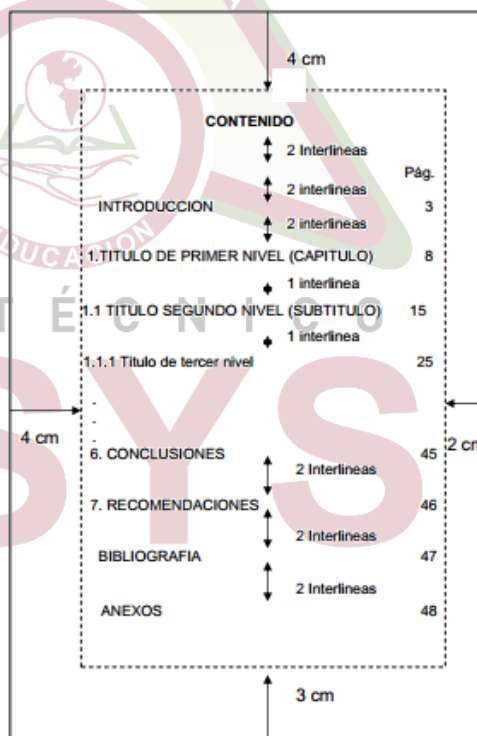 4 cm
CONTENIDO
2 Interlineas
Pág.
2 interlineas
INTRODUCCION 3
2 interlineas
1.TITULO DE PRIMER NIVEL (CAPITULO) 8
1 interlinea
1.1 TITULO SEGUNDO NIVEL (SUBTITULO) 15
TÉCNICO
1 interlinea
1.1.1 Titulo de tercer nivel 25
-
-
-
4 cm
2 cm
6. CONCLUSIONES 45
2 Interlineas
7. RECOMENDACIONES 46
2 Interlineas
BIBLIOGRAFIA 47
2 Interlineas
ANEXOS 48
3 cm
EDUCACION
SYS